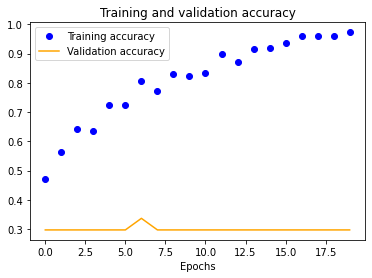 Training and validation accuracy
1.0
Training accuracy
Validation accuracy
0.9
0.8
0.7
0.6
0.5
0.4
0.3
0.0 2.5 5.0 7.5 10.0 12.5 15.0 17.5
Epochs